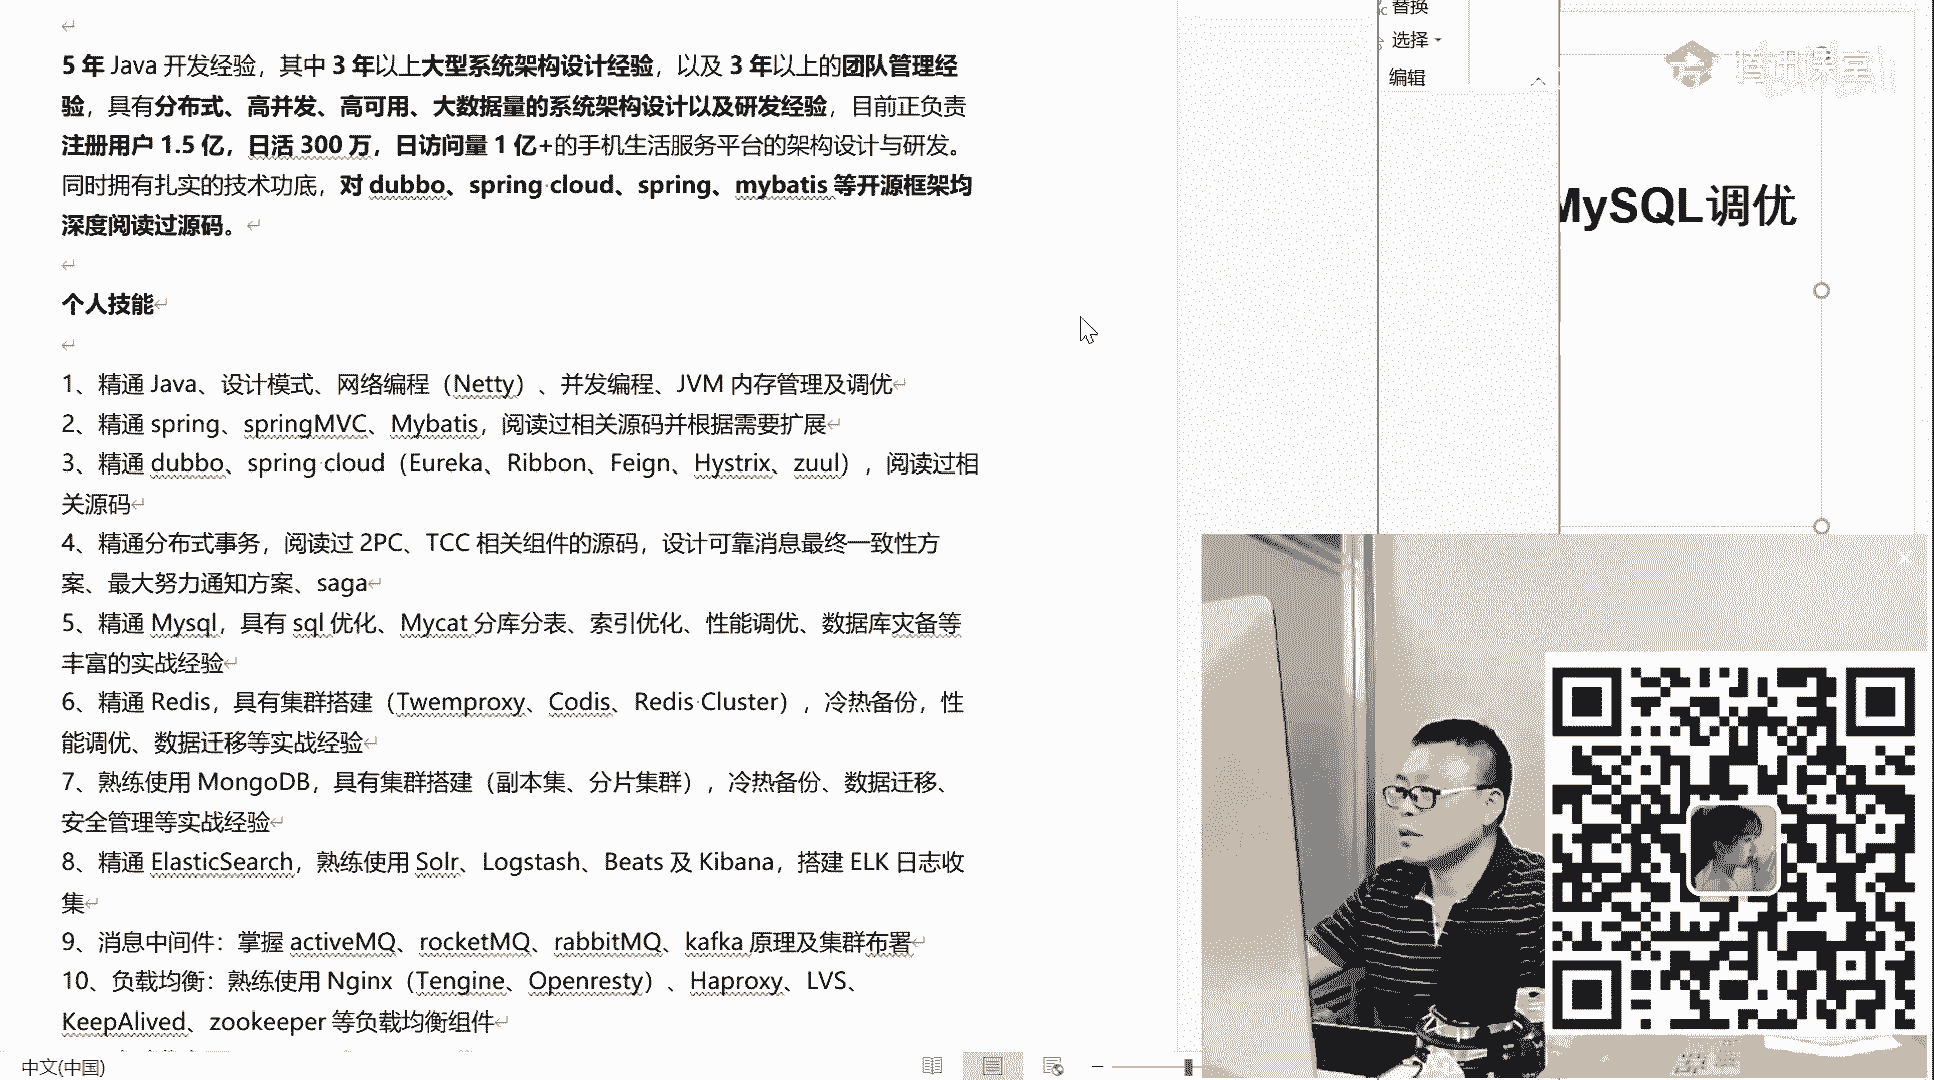 5 年 Java 开发经验，其中 3 年以上大型系统架构设计经验，以及 3 年以上的团队管理经
验，具有分布式、高并发、高可用、大数据量的系统架构设计以及研发经验，目前正负责
注册用户 1.5 亿，日活 300 万，日访问量 1 亿+的手机生活服务平台的架构设计与研发。
同时拥有扎实的技术功底，对 dubbo、spring cloud、spring、mybatis 等开源框架均
深度阅读过源码。
个人技能
1、精通 Java、设计模式、网络编程（Netty）、并发编程、JVM 内存管理及调优
2、精通 spring、springMVC、Mybatis，阅读过相关源码并根据需要扩展
3、精通 dubbo、spring cloud（Eureka、Ribbon、Feign、Hystrix、zuul），阅读过相
关源码
4、精通分布式事务，阅读过 2PC、TCC 相关组件的源码，设计可靠消息最终一致性方
案、最大努力通知方案、saga
5、精通 Mysql，具有 sql 优化、Mycat 分库分表、索引优化、性能调优、数据库灾备等
丰富的实战经验
6、精通 Redis，具有集群搭建（Twemproxy、Codis、Redis Cluster），冷热备份，性
能调优、数据迁移等实战经验
7、熟练使用 MongoDB，具有集群搭建（副本集、分片集群），冷热备份、数据迁移、
安全管理等实战经验
8、精通 ElasticSearch，熟练使用 Solr、Logstash、Beats 及 Kibana，搭建 ELK 日志收
集
9、消息中间件：掌握 activeMQ、rocketMQ、rabbitMQ、kafka 原理及集群布署
10、负载均衡：熟练使用 Nginx（Tengine、Openresty）、Haproxy、LVS、
KeepAlived、zookeeper 等负载均衡组件
中文(中国)
替换
选择
编辑
腾讯课堂
MySQL调优